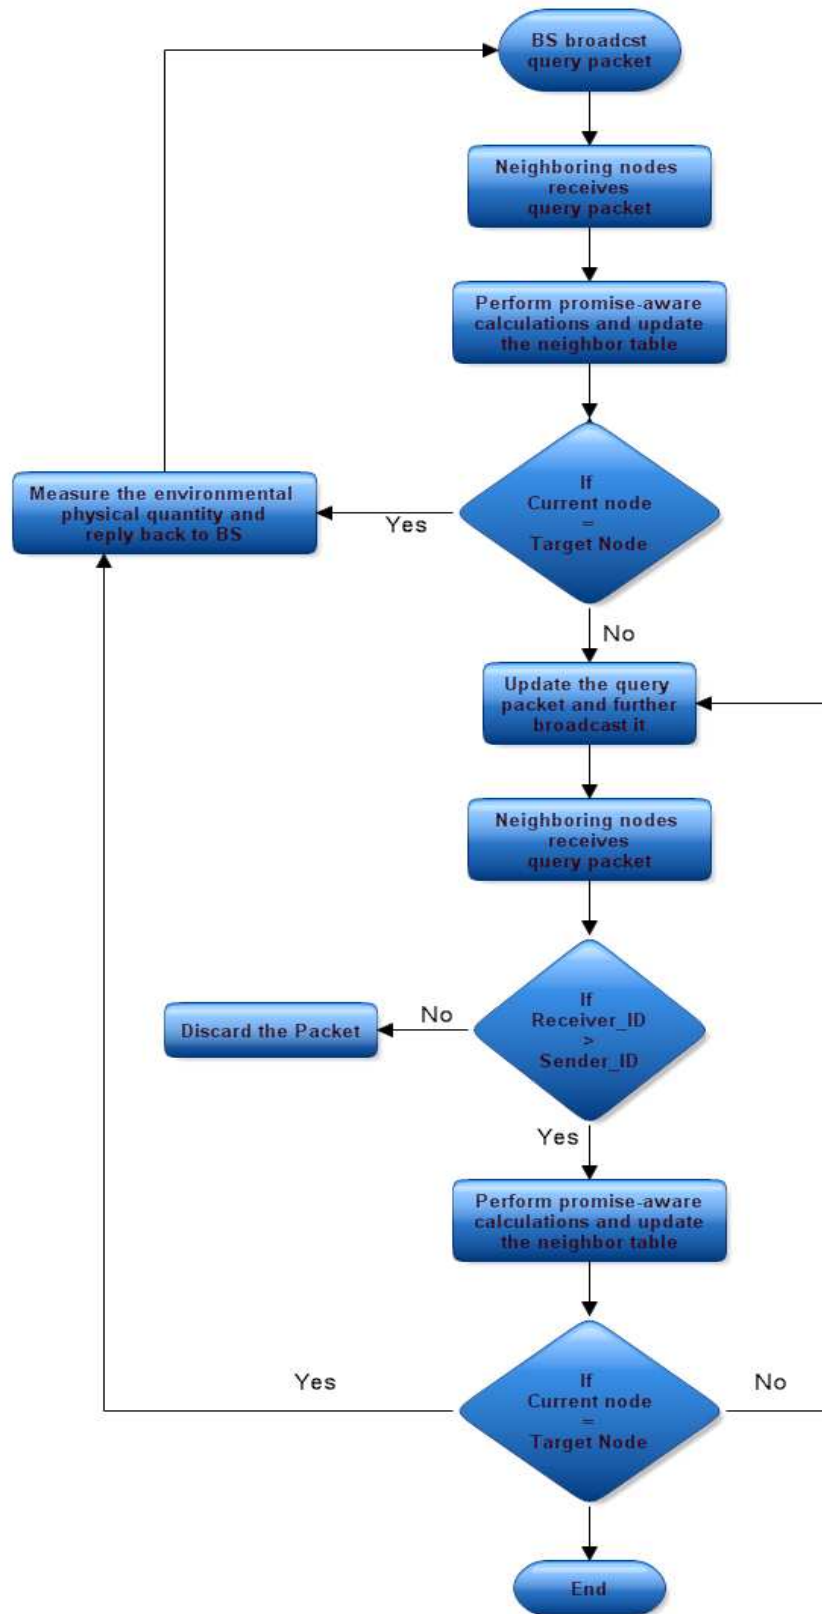 BS broadcst
query packet
Neighboring nodes
receives
query packet
Perform promise-aware
calculations and update
the neighbor table
If
Current node
=
Target Node
Yes
Measure the environmental
physical quantity and
reply back to BS
No
Update the query
packet and further
broadcast it
Neighboring nodes
receives
query packet
If
Receiver_ID
>
Sender_ID
No
Discard the Packet
Yes
Perform promise-aware
calculations and update
the neighbor table
If
Current node
=
Target Node
Yes
No
End